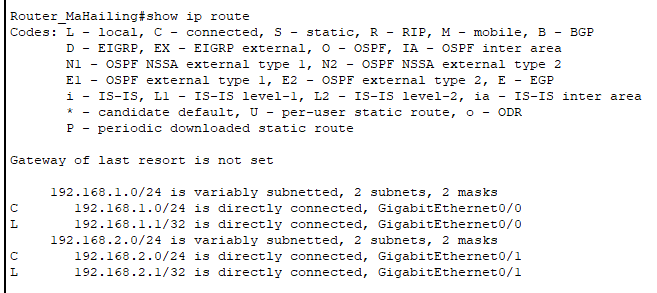 Router_MaHailing#show ip route
Codes: L - local, C - connected, S - static, R - RIP, M - mobile, B - BGP
D - EIGRP, EX - EIGRP external, O - OSPF, IA - OSPF inter area
N1 - OSPF NSSA external type 1, N2 - OSPF NSSA external type 2
E1 - OSPF external type 1, E2 - OSPF external type 2, E - EGP
i - IS-IS, L1 - IS-IS level-1, L2 - IS-IS level-2, ia - IS-IS inter area
* - candidate default, U - per-user static route, o - ODR
P - periodic downloaded static route
Gateway of last resort is not set
192.168.1.0/24 is variably subnetted, 2 subnets, 2 masks
C 192.168.1.0/24 is directly connected, GigabitEthernet0/0
L 192.168.1.1/32 is directly connected, GigabitEthernet0/0
192.168.2.0/24 is variably subnetted, 2 subnets, 2 masks
C 192.168.2.0/24 is directly connected, GigabitEthernet0/1
L 192.168.2.1/32 is directly connected, GigabitEthernet0/1